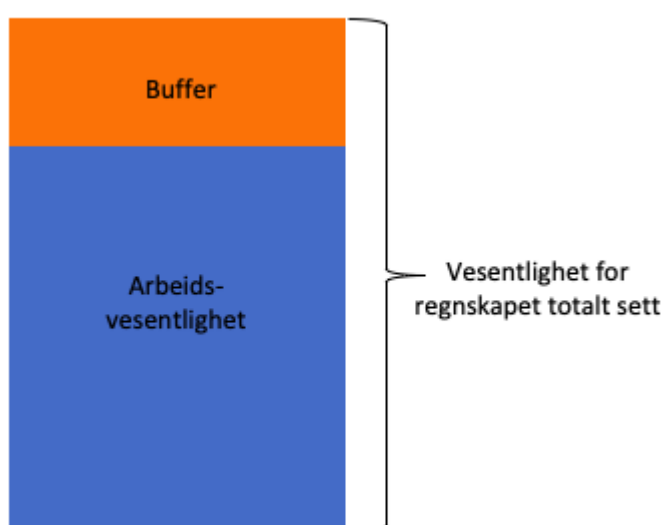 Buffer
Arbeids-
vesentlighet
Vesentlighet for
regnskapet totalt sett